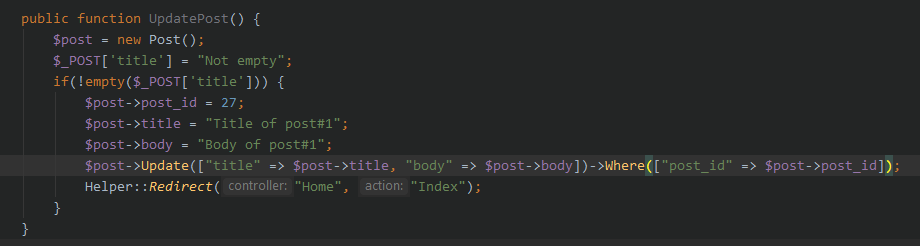 public function UpdatePost() {
    $post = new Post();
    $_POST['title'] = "Not empty";
    if(!empty($_POST['title'])) {
        $post->post_id = 27;
        $post->title = "Title of post#1";
        $post->body = "Body of post#1";
        $post->Update(["title" => $post->title, "body" => $post->body])->Where(["post_id" => $post->post_id]);
        Helper::Redirect( controller: "Home", action: "Index");
    }
}